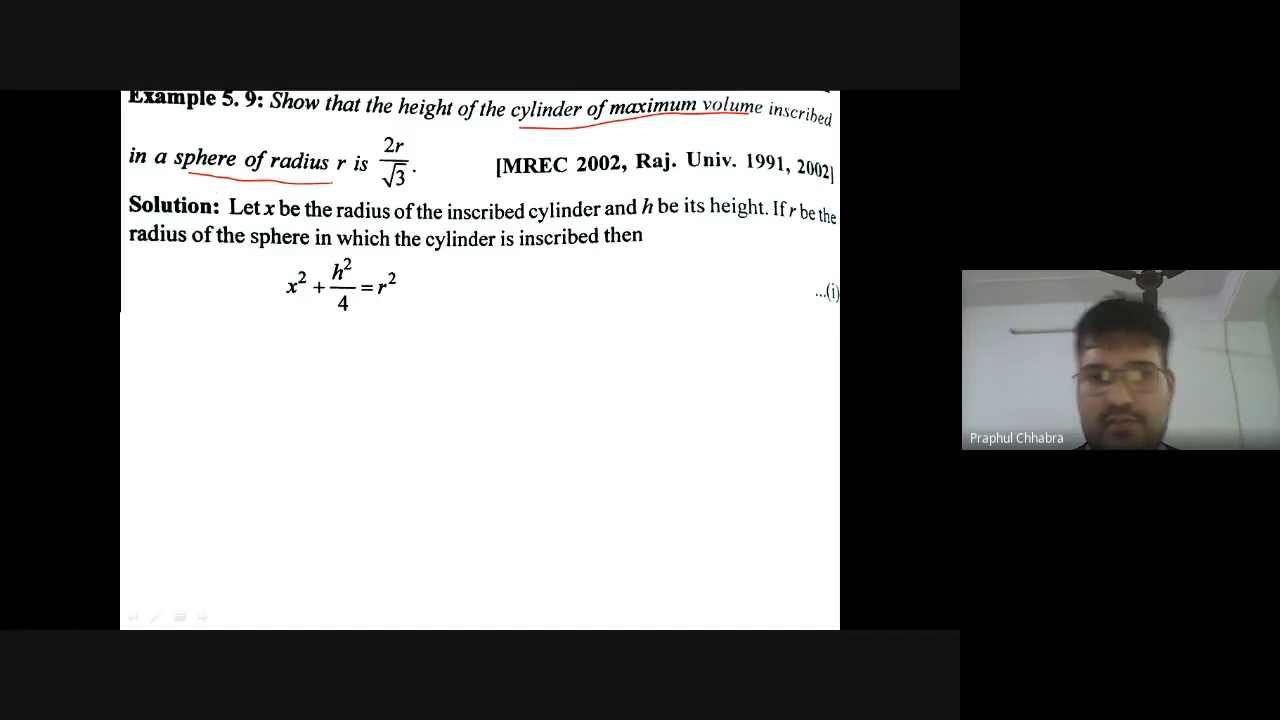 Example 5. 9: Show that the height of the cylinder of maximum volume inscribed
in a sphere of radius r is 2r/√3 . [MREC 2002, Raj. Univ. 1991, 2002]
Solution: Let x be the radius of the inscribed cylinder and h be its height. If r be the
radius of the sphere in which the cylinder is inscribed then
x² + h²/4 = r² ...(i)
Praphul Chhabra